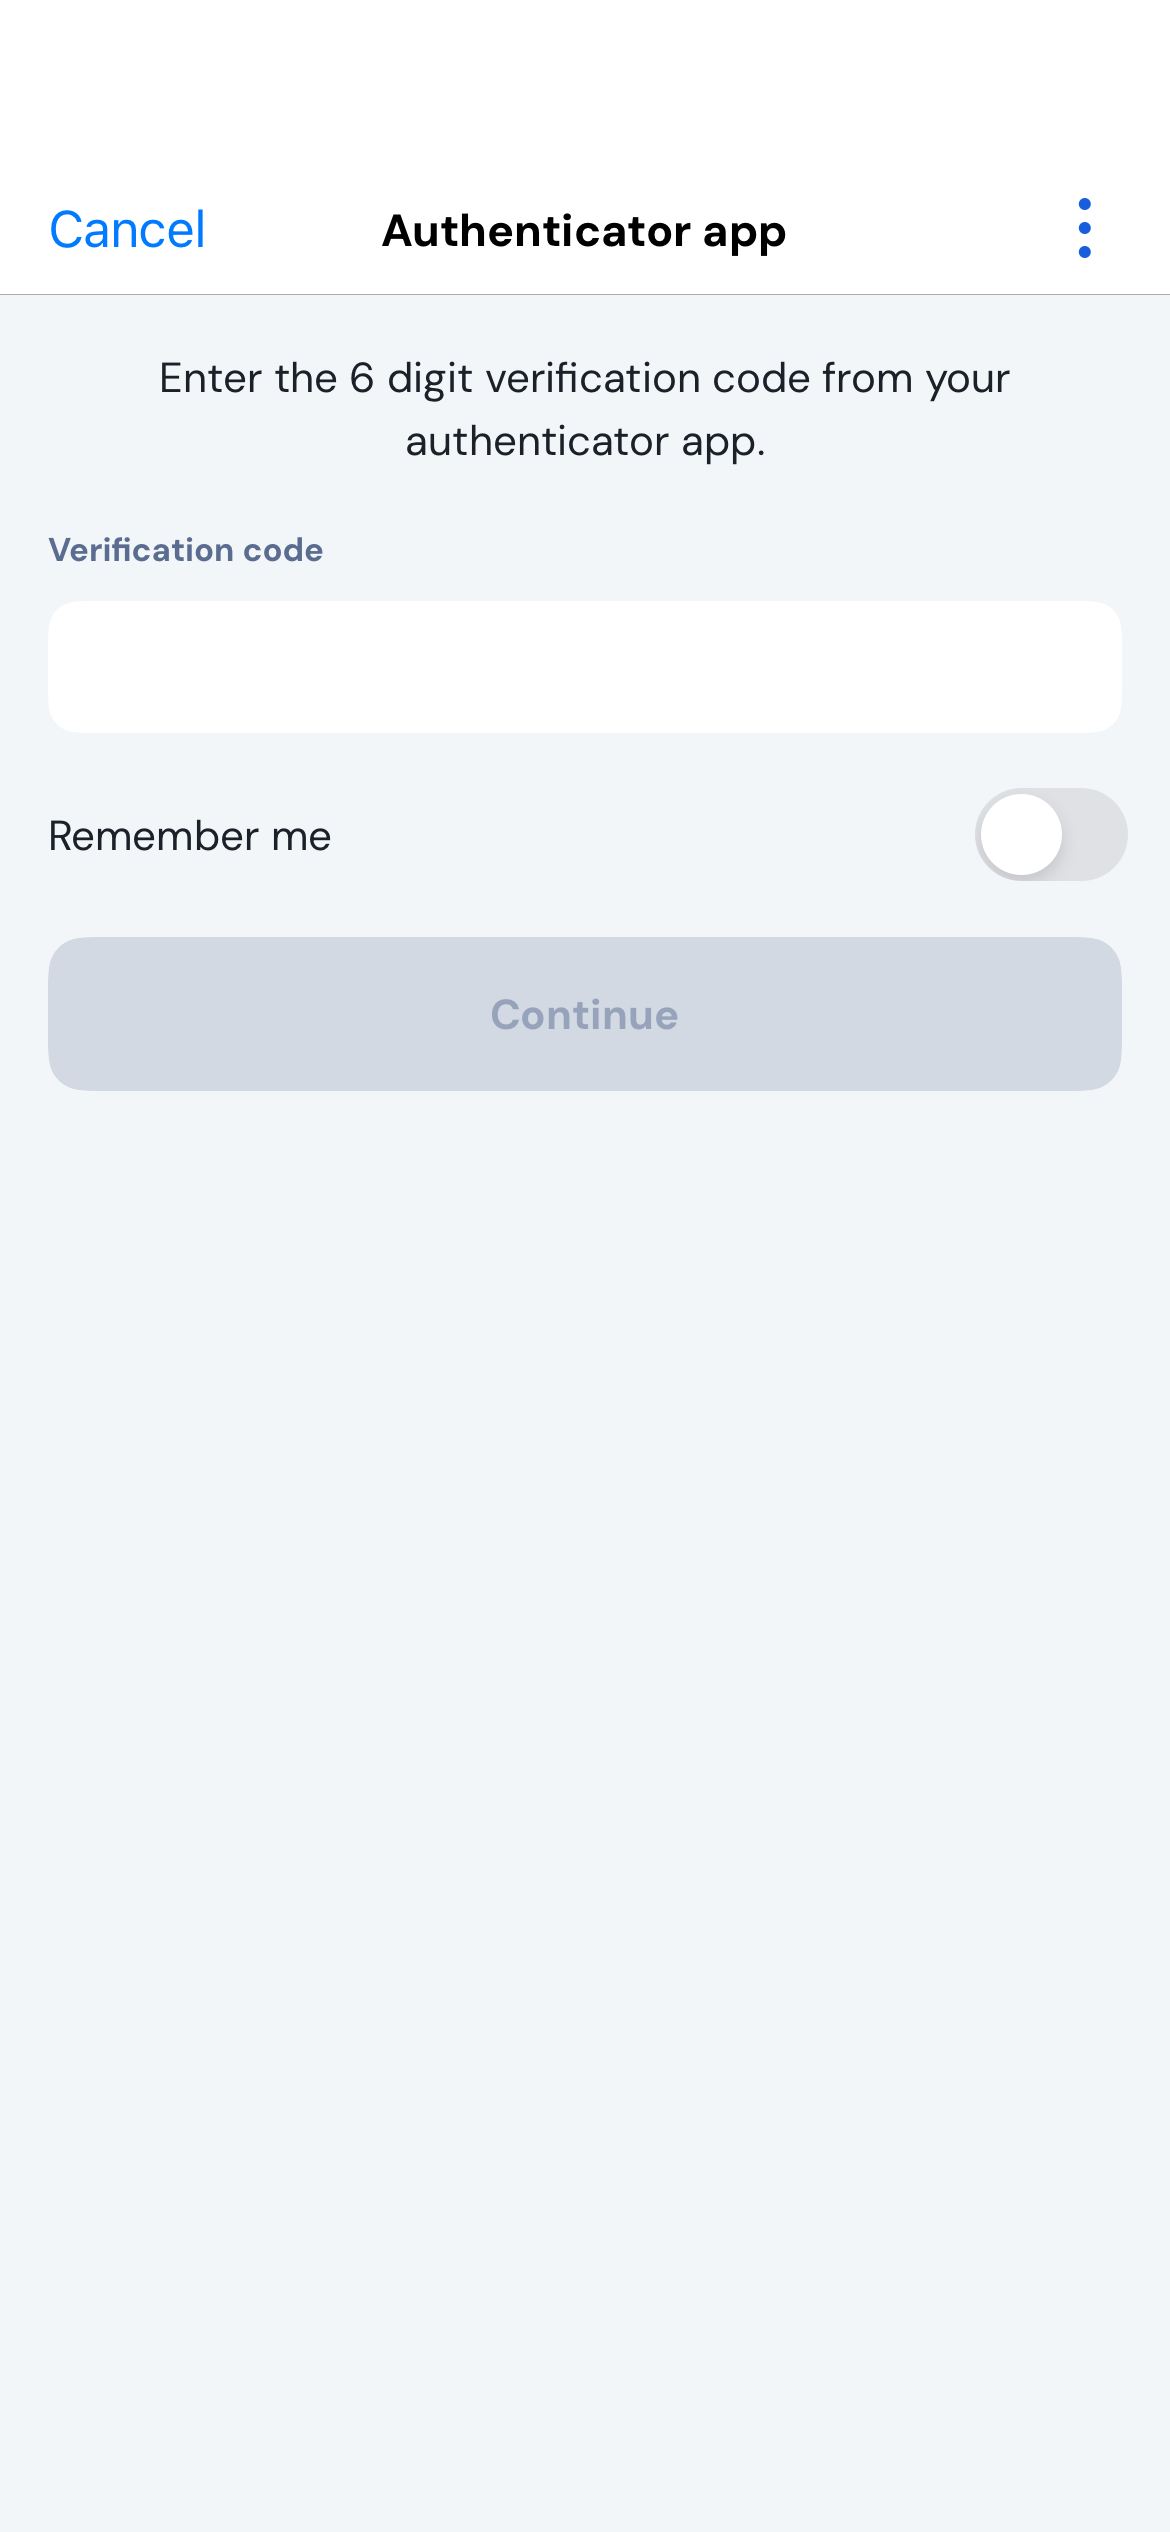 Cancel
Authenticator app
Enter the 6 digit verification code from your
authenticator app.
Verification code
Remember me
Continue